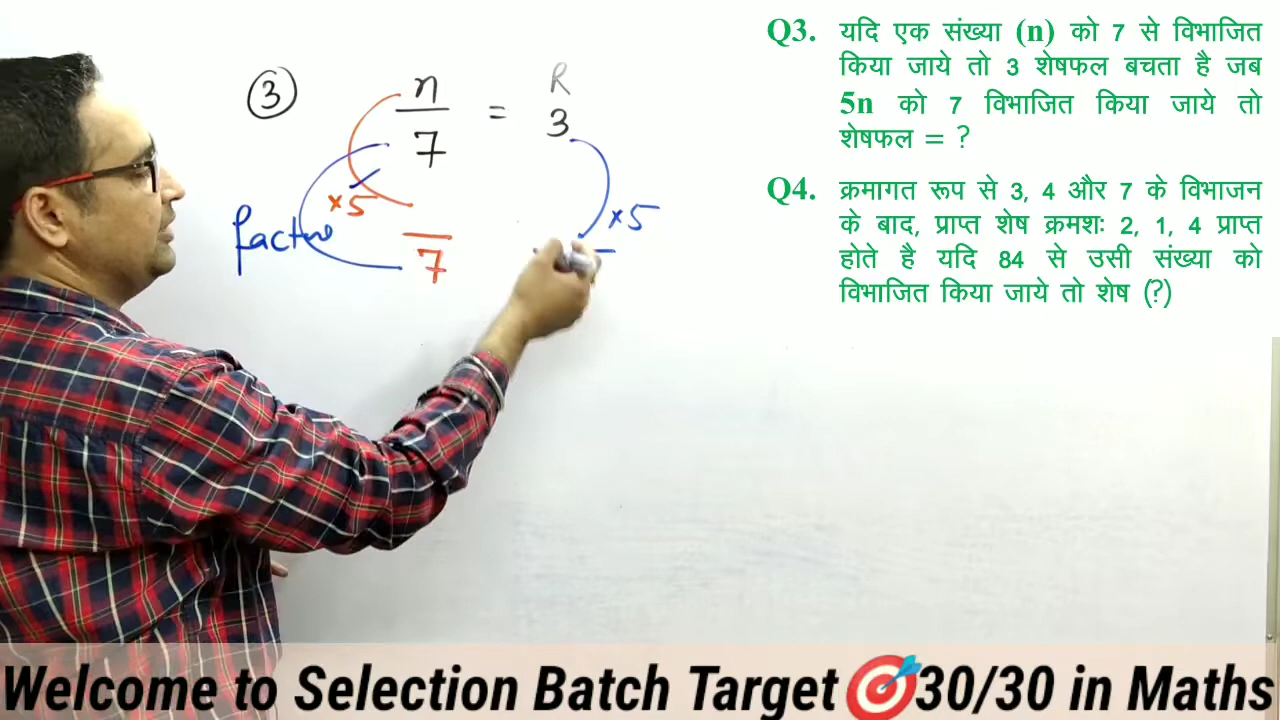 Q3. यदि एक संख्या (n) को 7 से विभाजित
किया जाये तो 3 शेषफल बचता है जब
5n को 7 विभाजित किया जाये तो
शेषफल = ?
Q4. क्रमागत रूप से 3, 4 और 7 के विभाजन
के बाद, प्राप्त शेष क्रमशः 2, 1, 4 प्राप्त
होते है यदि 84 से उसी संख्या को
विभाजित किया जाये तो शेष (?)
3
n
7
=
R
3
×5
7
×5
Welcome to Selection Batch Target 🎯30/30 in Maths